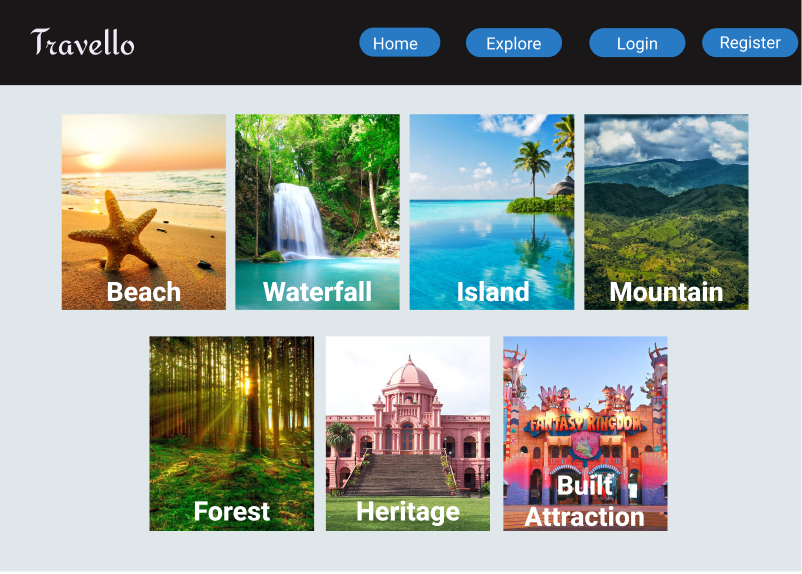 Travello
Home
Explore
Login
Register
Beach
Waterfall
Island
Mountain
Forest
Heritage
FANTASY KINGDOM
Built
Attraction